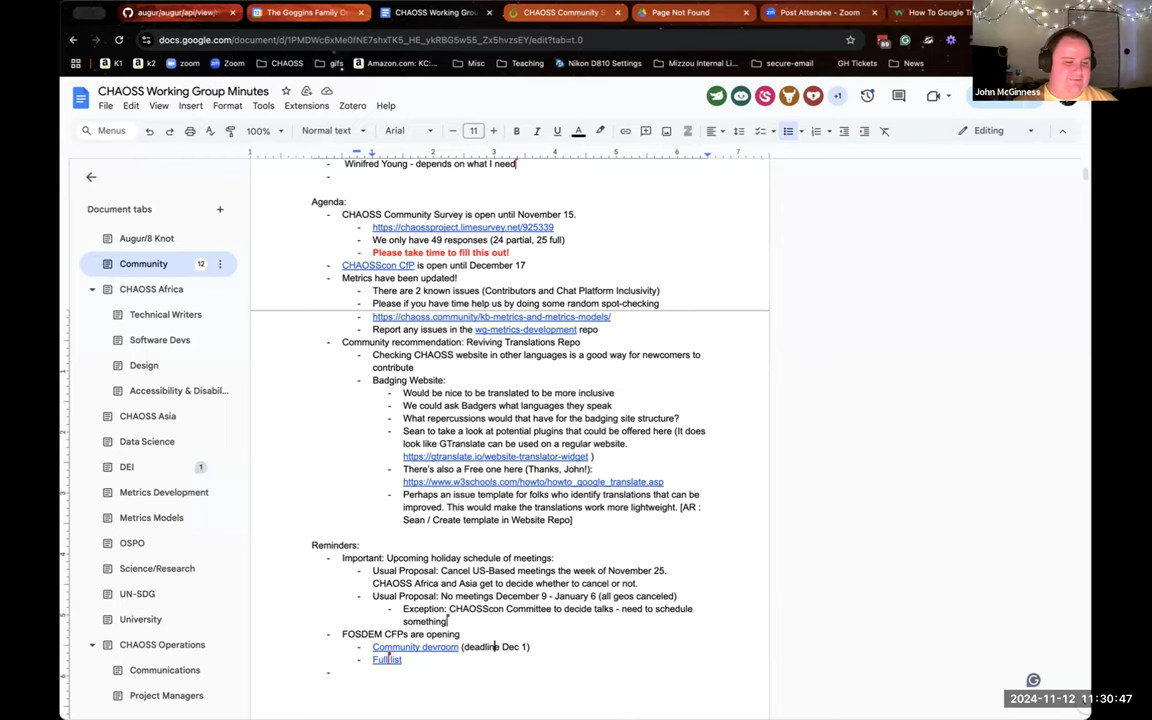 augur/augur/api/view/
The Goggins Family Or
CHAOSS Working Grou
CHAOSS Community S
Page Not Found
Post Attendee - Zoom
How To Google Tr
docs.google.com/document/d/1PMDWc6xMe0fNE7shxTK5_HE_ykRBG5w55_Zx5hvzsEY/edit?tab=t.0
K1
k2
zoom
Zoom
CHAOSS
gifs
Amazon.com: KC:...
Misc
Teaching
Nikon D810 Settings
Mizzou Internal Li...
secure-email
GH Tickets
News
John McGinness
CHAOSS Working Group Minutes
File Edit View Insert Format Tools Extensions Zotero Help
+1
Menus
100%
Normal text
Arial
11
Editing
1 1 2 3 4 5 6 7
Document tabs
Augur/8 Knot
Community 12
CHAOSS Africa
Technical Writers
Software Devs
Design
Accessibility & Disabil...
CHAOSS Asia
Data Science
DEI 1
Metrics Development
Metrics Models
OSPO
Science/Research
UN-SDG
University
CHAOSS Operations
Communications
Project Managers
- Winifred Young - depends on what I need
-
Agenda:
- CHAOSS Community Survey is open until November 15.
- https://chaossproject.limesurvey.net/925339
- We only have 49 responses (24 partial, 25 full)
- Please take time to fill this out!
- CHAOSScon CfP is open until December 17
- Metrics have been updated!
- There are 2 known issues (Contributors and Chat Platform Inclusivity)
- Please if you have time help us by doing some random spot-checking
- https://chaoss.community/kb-metrics-and-metrics-models/
- Report any issues in the wg-metrics-development repo
- Community recommendation: Reviving Translations Repo
- Checking CHAOSS website in other languages is a good way for newcomers to
contribute
- Badging Website:
- Would be nice to be translated to be more inclusive
- We could ask Badgers what languages they speak
- What repercussions would that have for the badging site structure?
- Sean to take a look at potential plugins that could be offered here (It does
look like GTranslate can be used on a regular website.
https://gtranslate.io/website-translator-widget )
- There's also a Free one here (Thanks, John!):
https://www.w3schools.com/howto/howto_google_translate.asp
- Perhaps an issue template for folks who identify translations that can be
improved. This would make the translations work more lightweight. [AR :
Sean / Create template in Website Repo]
Reminders:
- Important: Upcoming holiday schedule of meetings:
- Usual Proposal: Cancel US-Based meetings the week of November 25.
CHAOSS Africa and Asia get to decide whether to cancel or not.
- Usual Proposal: No meetings December 9 - January 6 (all geos canceled)
- Exception: CHAOSScon Committee to decide talks - need to schedule
something
- FOSDEM CFPs are opening
- Community devroom (deadline Dec 1)
- Full list
-
2024-11-12 11:30:47